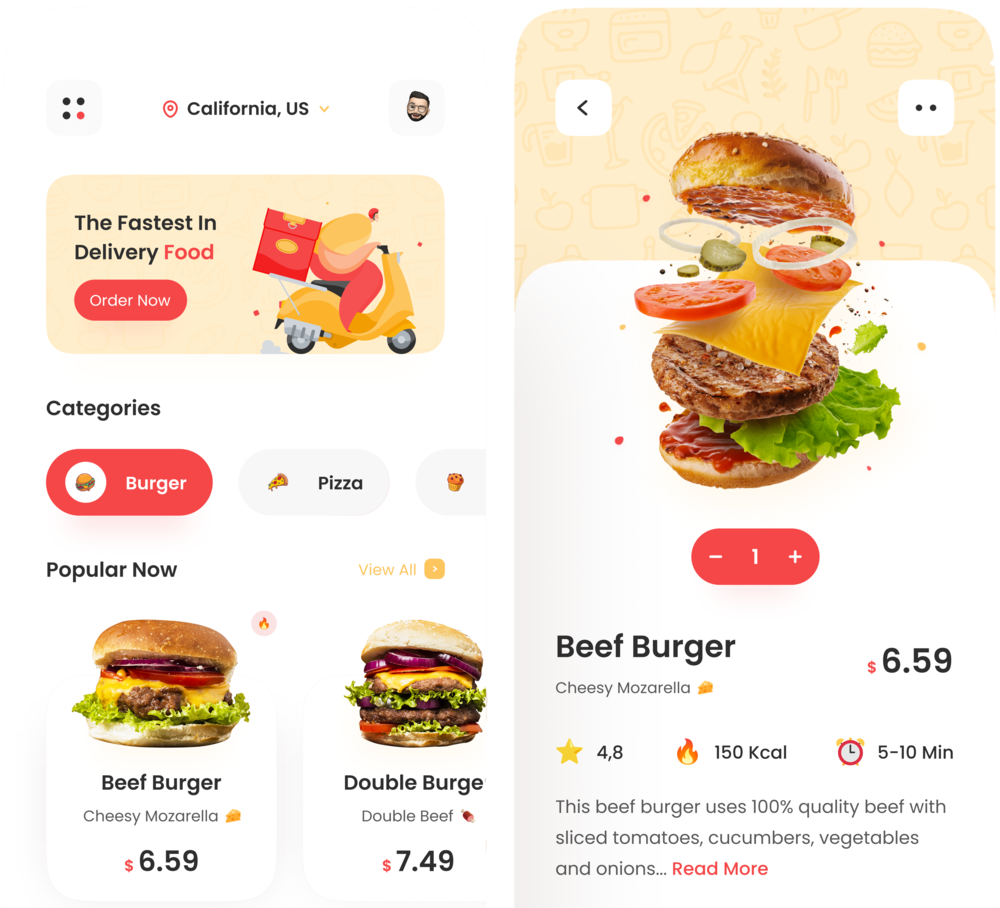 California, US
The Fastest In
Delivery Food
Order Now
Categories
Burger
Pizza
Popular Now
View All
Beef Burger
Cheesy Mozarella
$ 6.59
Double Burge
Double Beef
$ 7.49
1
Beef Burger
$ 6.59
Cheesy Mozarella
4,8
150 Kcal
5-10 Min
This beef burger uses 100% quality beef with
sliced tomatoes, cucumbers, vegetables
and onions... Read More